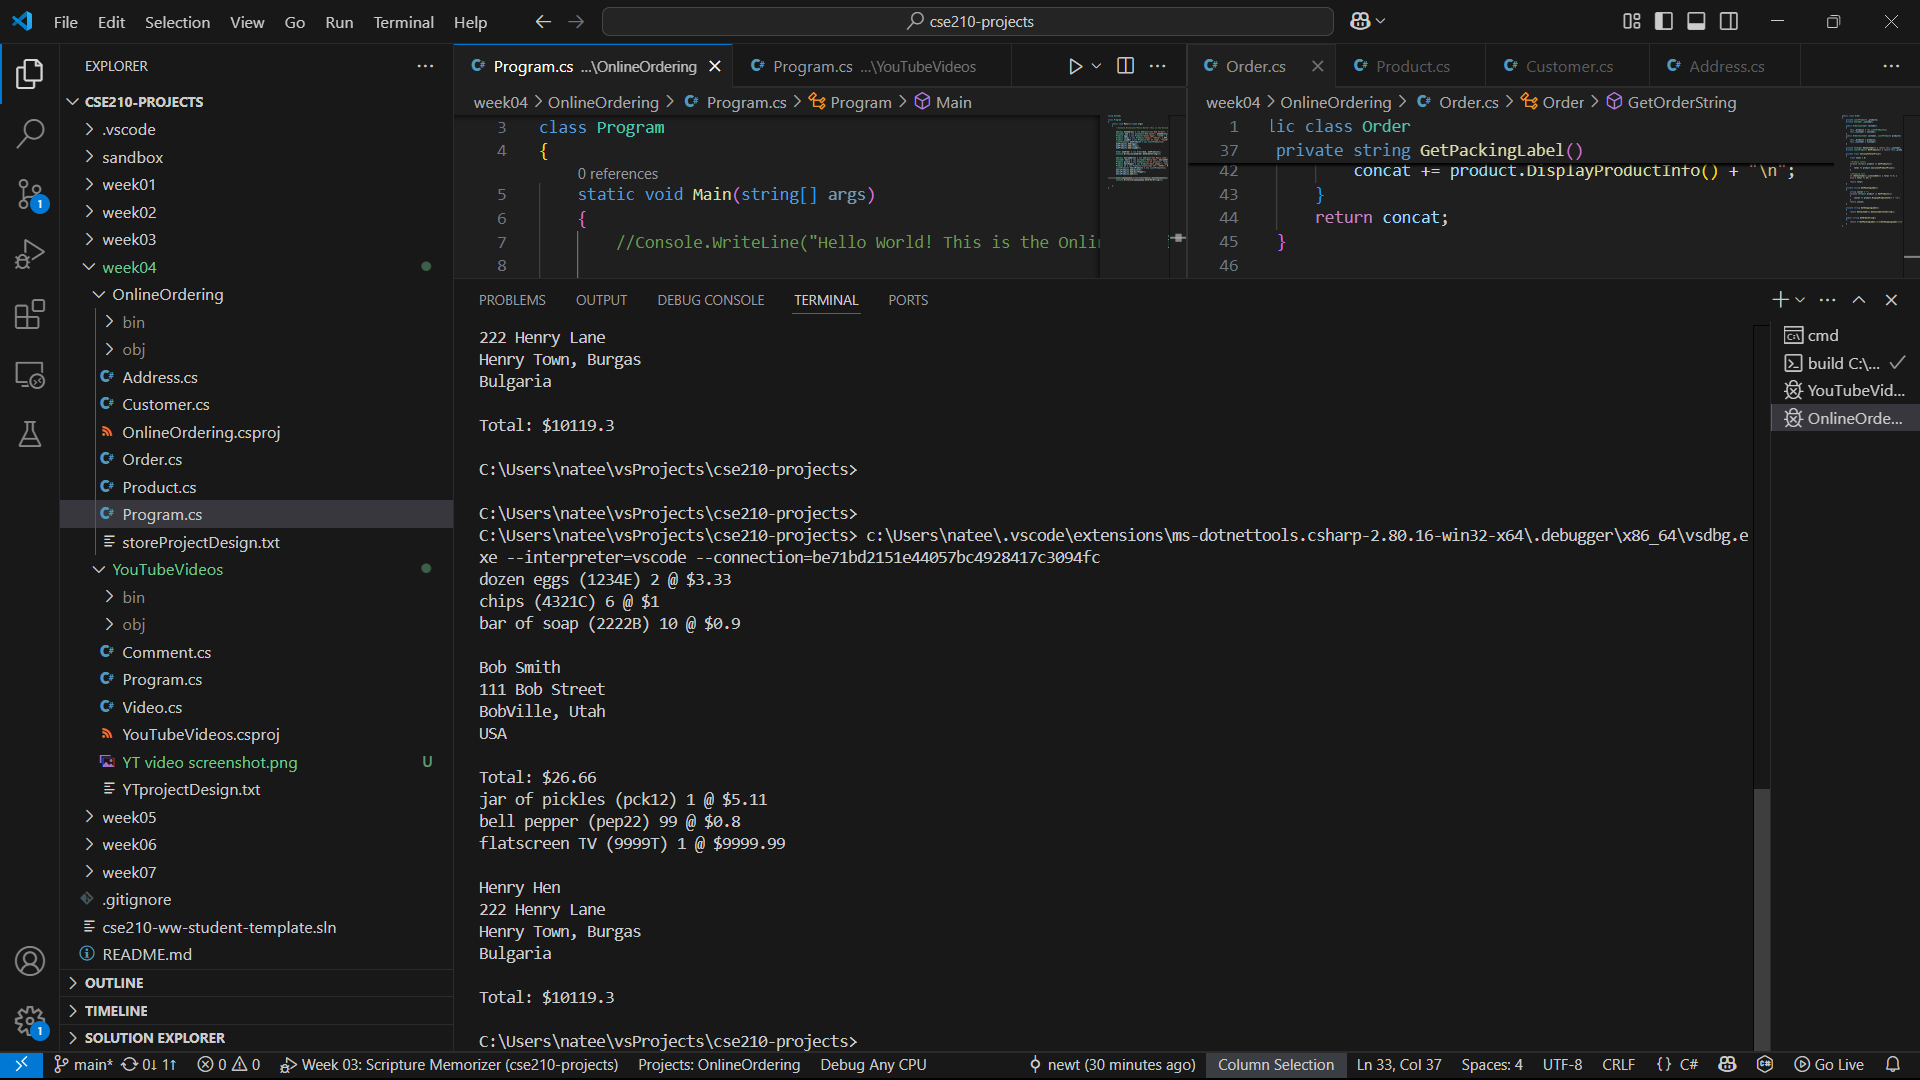 File Edit Selection View Go Run Terminal Help
cse210-projects
EXPLORER
CSE210-PROJECTS
.vscode
sandbox
week01
week02
week03
week04
OnlineOrdering
bin
obj
Address.cs
Customer.cs
OnlineOrdering.csproj
Order.cs
Product.cs
Program.cs
storeProjectDesign.txt
YouTubeVideos
bin
obj
Comment.cs
Program.cs
Video.cs
YouTubeVideos.csproj
YT video screenshot.png U
YTprojectDesign.txt
week05
week06
week07
.gitignore
cse210-ww-student-template.sln
README.md
OUTLINE
TIMELINE
SOLUTION EXPLORER
1
1
Program.cs ...\OnlineOrdering
Program.cs ...\YouTubeVideos
week04 > OnlineOrdering > Program.cs > Program > Main
3 class Program
4 {
0 references
5 static void Main(string[] args)
6 {
7 //Console.WriteLine("Hello World! This is the Onli
8
Order.cs
Product.cs
Customer.cs
Address.cs
week04 > OnlineOrdering > Order.cs > Order > GetOrderString
1 lic class Order
37 private string GetPackingLabel()
42 concat += product.DisplayProductInfo() + "\n";
43 }
44 return concat;
45 }
46
PROBLEMS OUTPUT DEBUG CONSOLE TERMINAL PORTS
222 Henry Lane
Henry Town, Burgas
Bulgaria
Total: $10119.3
C:\Users\natee\vsProjects\cse210-projects>
C:\Users\natee\vsProjects\cse210-projects>
C:\Users\natee\vsProjects\cse210-projects> c:\Users\natee\.vscode\extensions\ms-dotnettools.csharp-2.80.16-win32-x64\.debugger\x86_64\vsdbg.e
xe --interpreter=vscode --connection=be71bd2151e44057bc4928417c3094fc
dozen eggs (1234E) 2 @ $3.33
chips (4321C) 6 @ $1
bar of soap (2222B) 10 @ $0.9
Bob Smith
111 Bob Street
BobVille, Utah
USA
Total: $26.66
jar of pickles (pck12) 1 @ $5.11
bell pepper (pep22) 99 @ $0.8
flatscreen TV (9999T) 1 @ $9999.99
Henry Hen
222 Henry Lane
Henry Town, Burgas
Bulgaria
Total: $10119.3
C:\Users\natee\vsProjects\cse210-projects>
cmd
build C:\...
YouTubeVid...
OnlineOrde...
main* 0↓ 1↑ 0 0 Week 03: Scripture Memorizer (cse210-projects) Projects: OnlineOrdering Debug Any CPU newt (30 minutes ago) Column Selection Ln 33, Col 37 Spaces: 4 UTF-8 CRLF {} C# Go Live